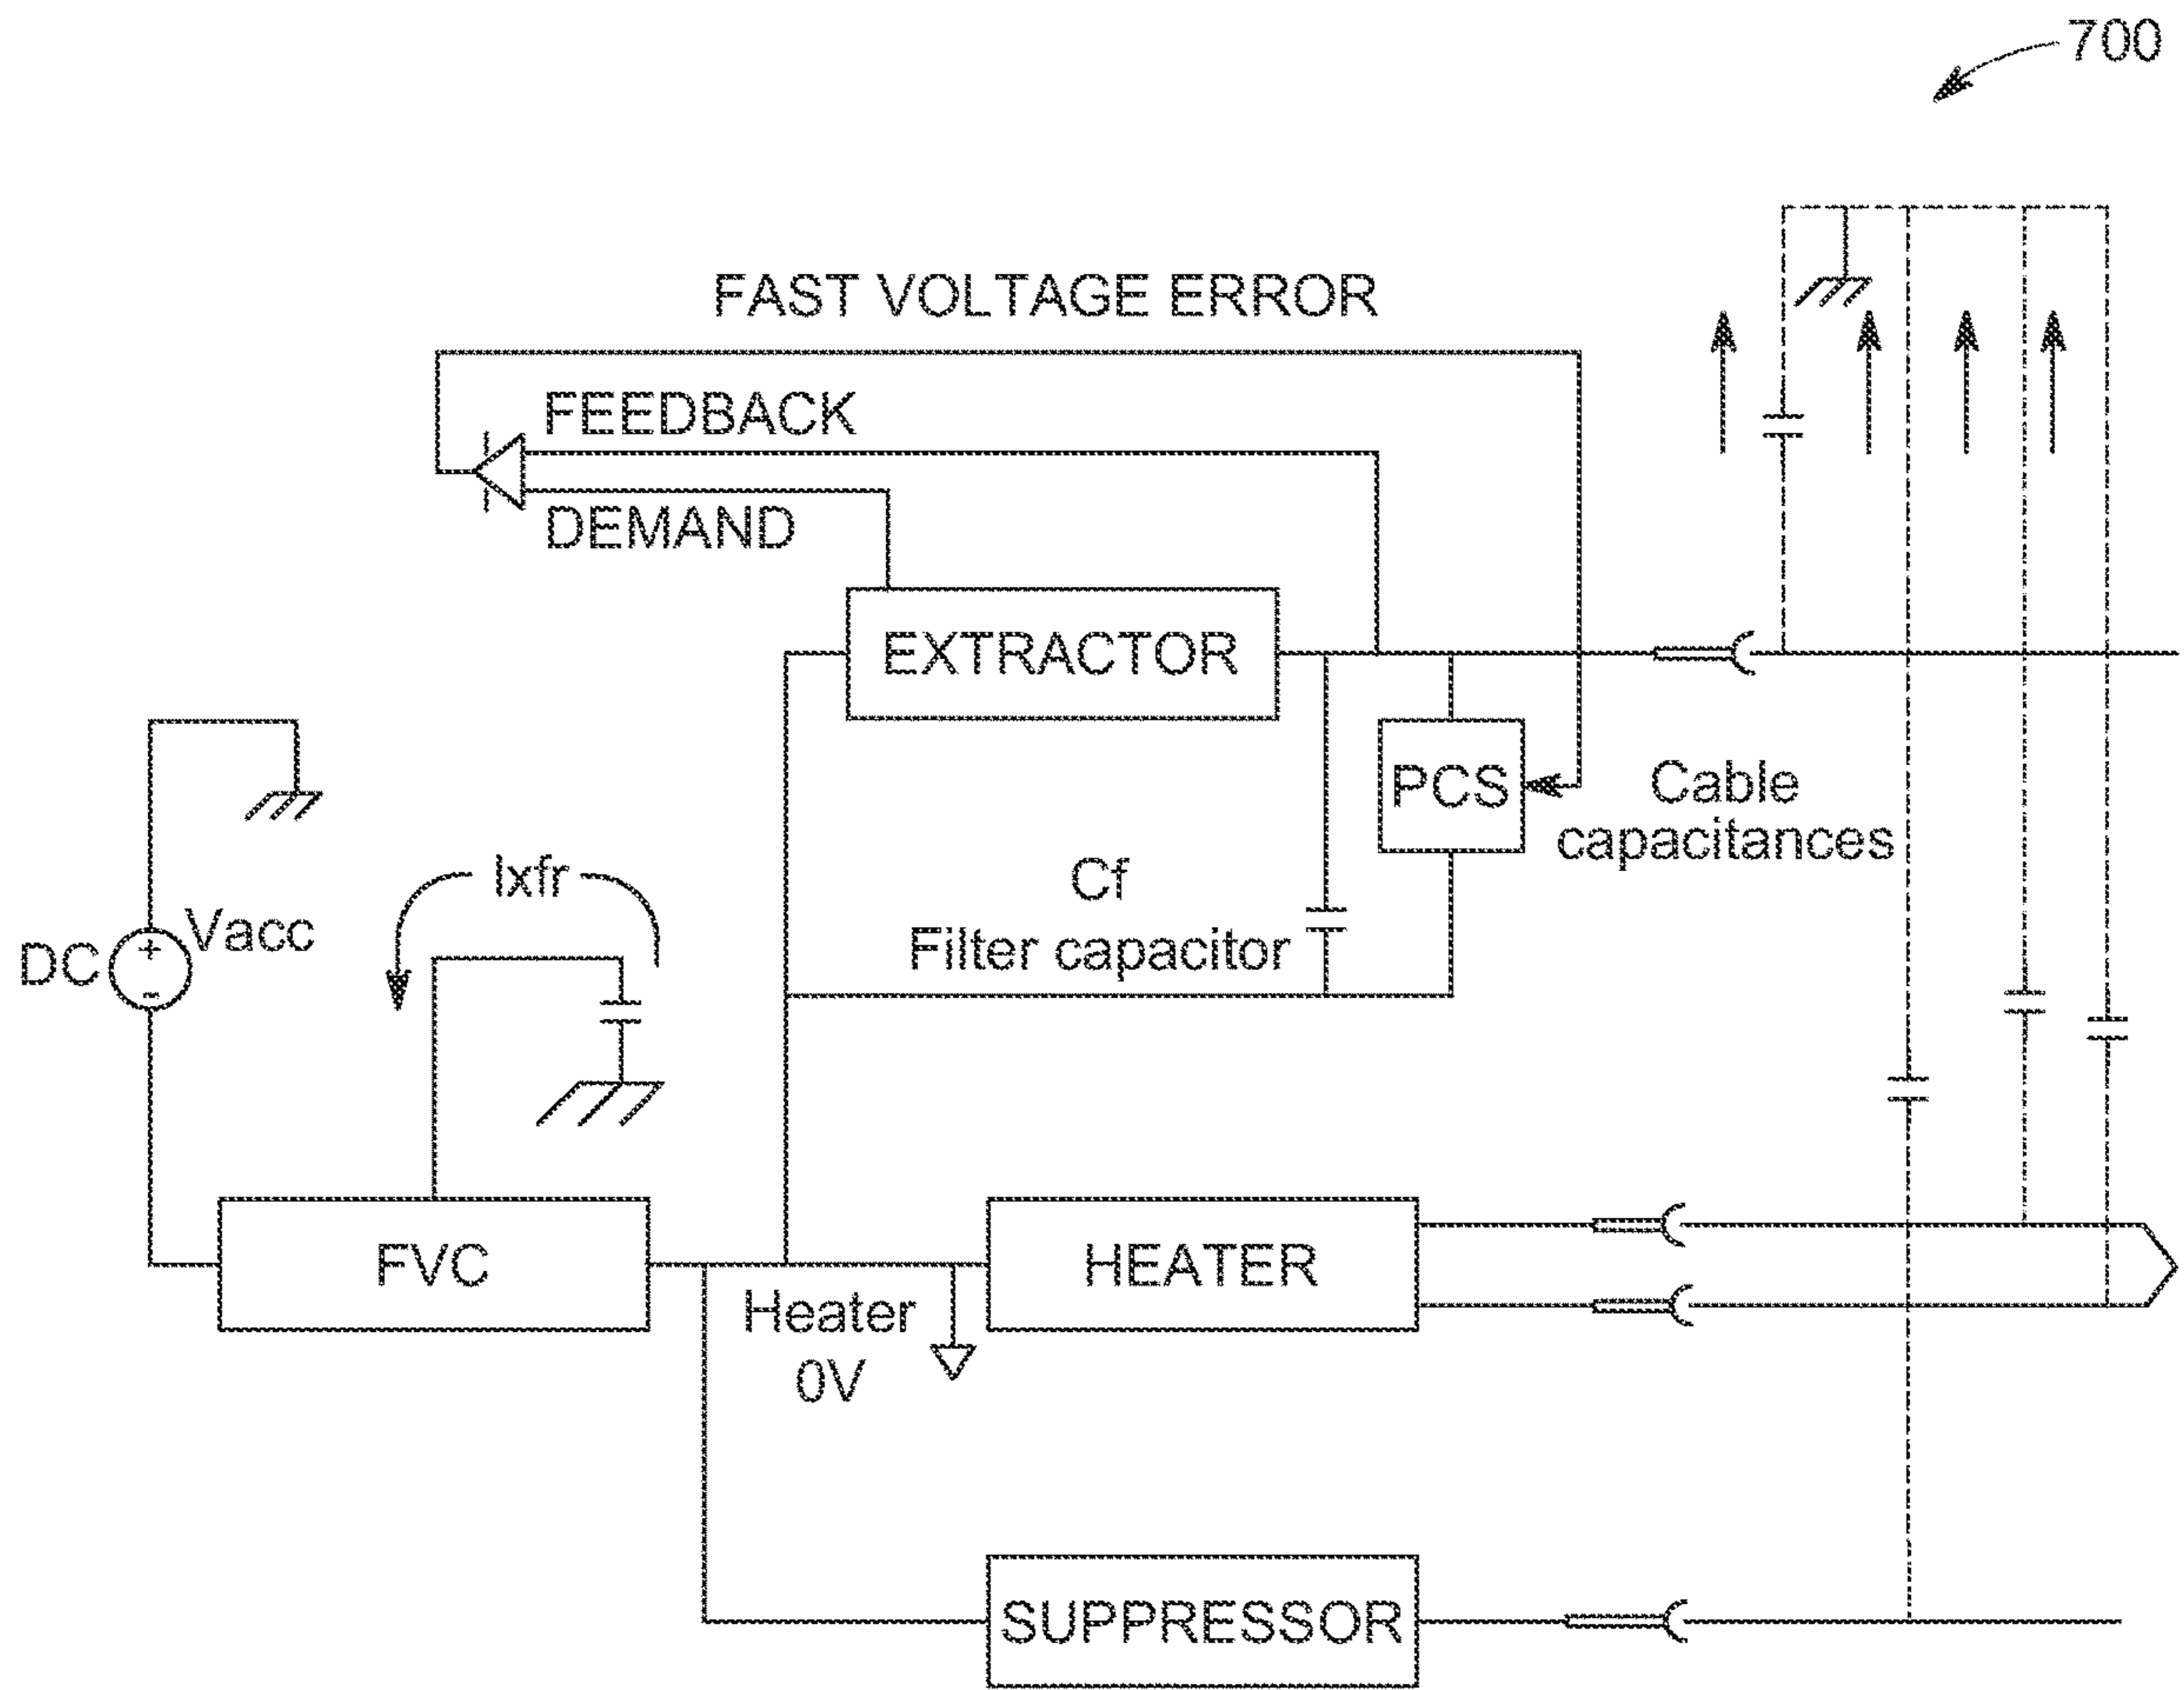 700
FAST VOLTAGE ERROR
FEEDBACK
DEMAND
EXTRACTOR
PCS
Cable
capacitances
Ixfr
Cf
Filter capacitor
Vacc
DC
+
-
FVC
HEATER
Heater
0V
SUPPRESSOR